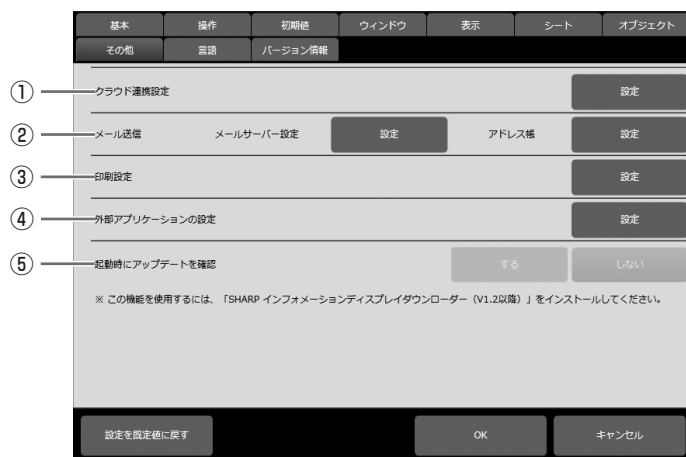 基本 操作 初期値 ウィンドウ 表示 シート オブジェクト
その他 言語 バージョン情報
① クラウド連携設定 設定
② メール送信 メールサーバー設定 設定 アドレス帳 設定
③ 印刷設定 設定
④ 外部アプリケーションの設定 設定
⑤ 起動時にアップデートを確認 する しない
※ この機能を使用するには、「SHARP インフォメーションディスプレイダウンローダー（V1.2以降）」をインストールしてください。
設定を既定値に戻す OK キャンセル